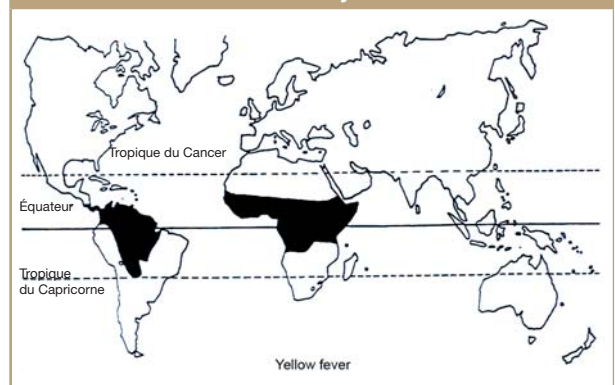 Tropique du Cancer
Équateur
Tropique
du Capricorne
Yellow fever